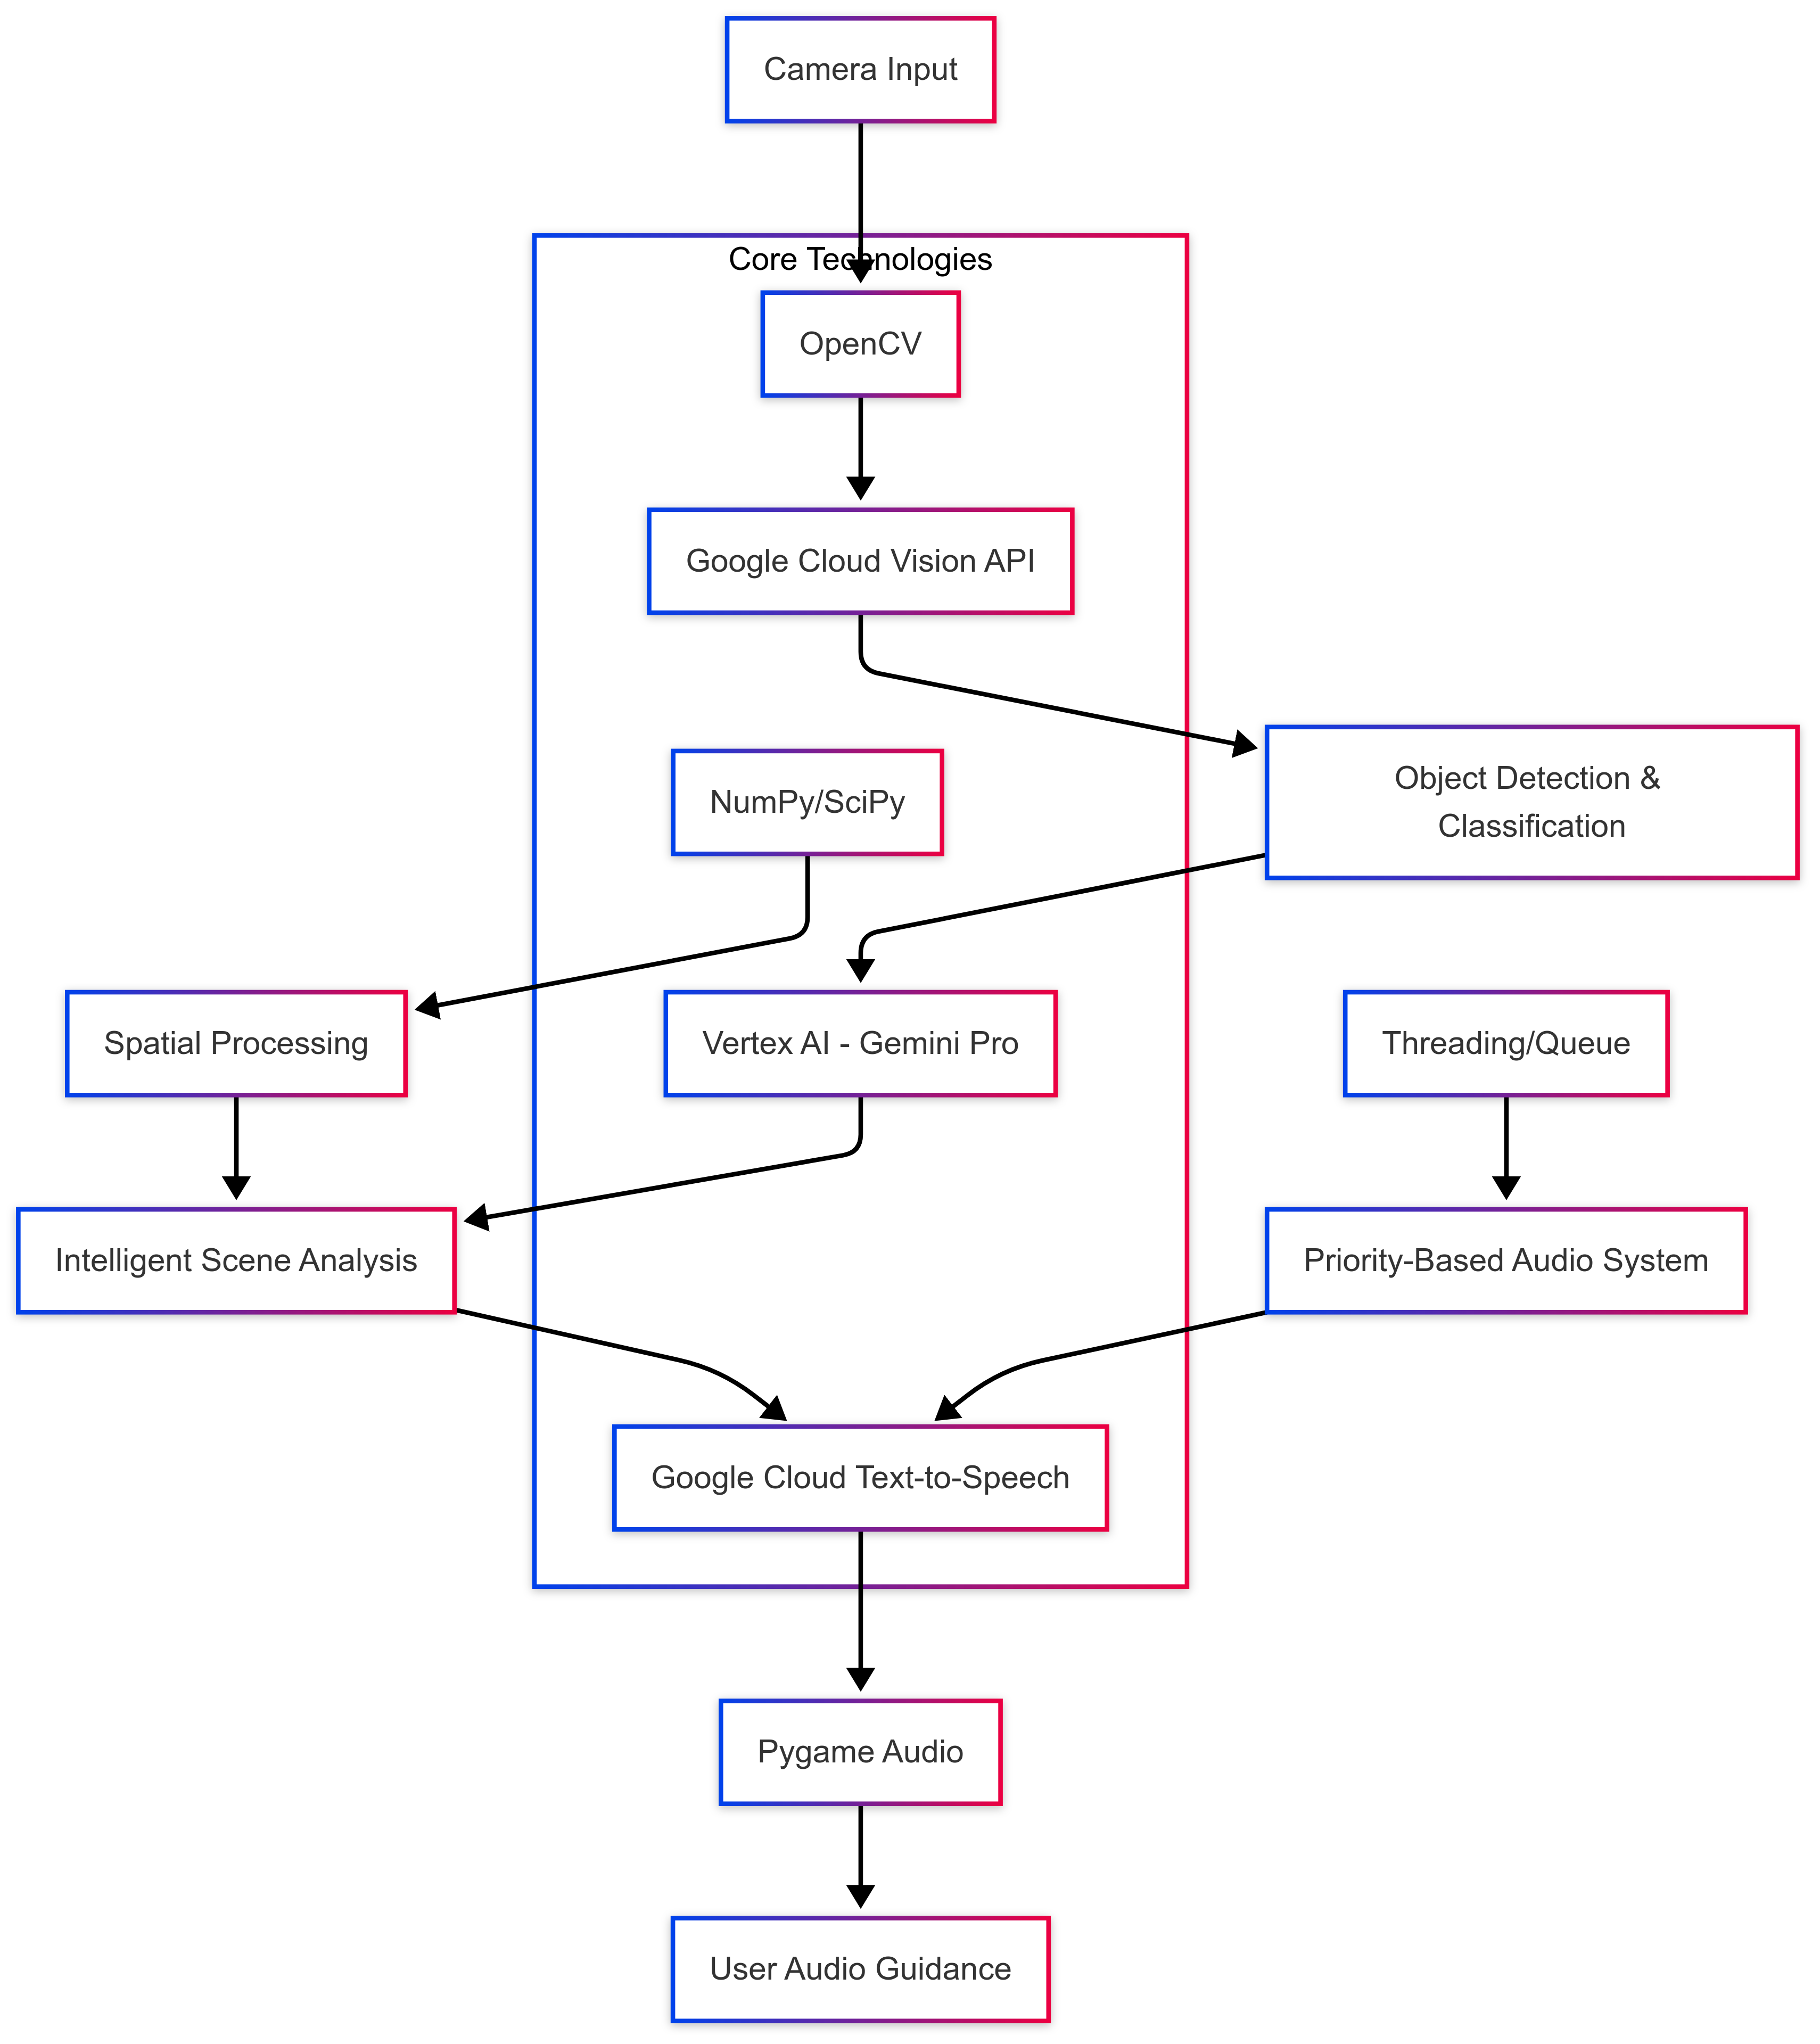 Camera Input
Core Technologies
OpenCV
Google Cloud Vision API
NumPy/SciPy
Object Detection &
Classification
Spatial Processing
Vertex AI - Gemini Pro
Threading/Queue
Intelligent Scene Analysis
Priority-Based Audio System
Google Cloud Text-to-Speech
Pygame Audio
User Audio Guidance